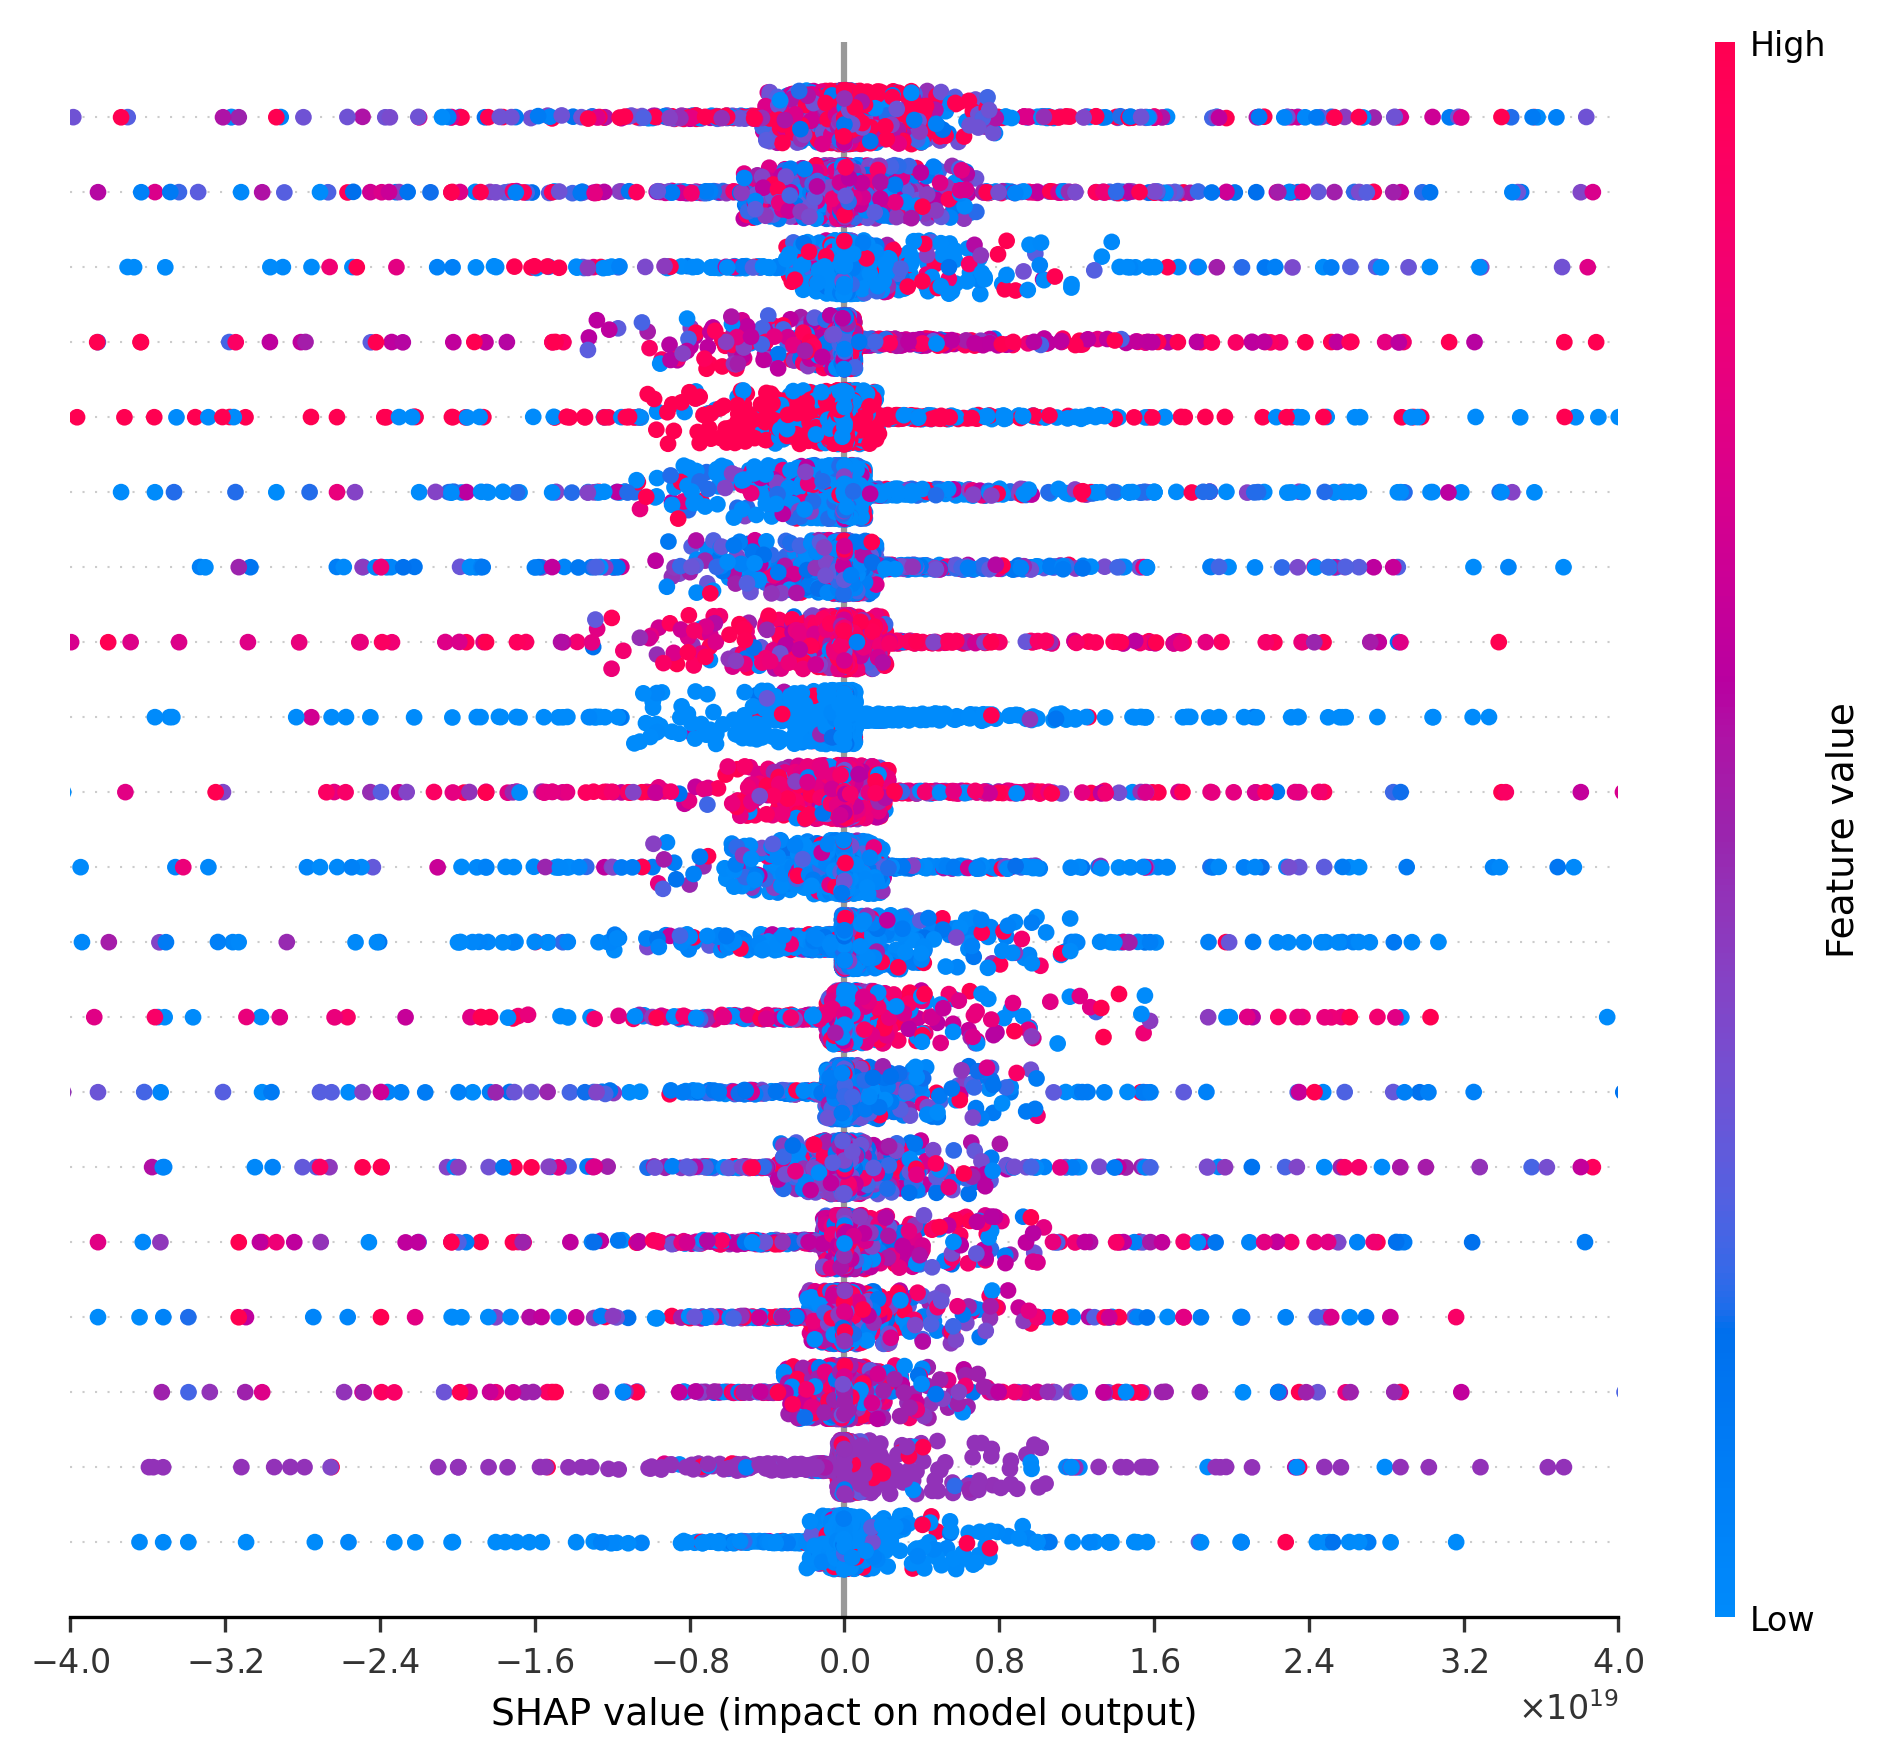 High
Feature value
Low
−4.0 −3.2 −2.4 −1.6 −0.8 0.0 0.8 1.6 2.4 3.2 4.0
×10¹⁹
SHAP value (impact on model output)